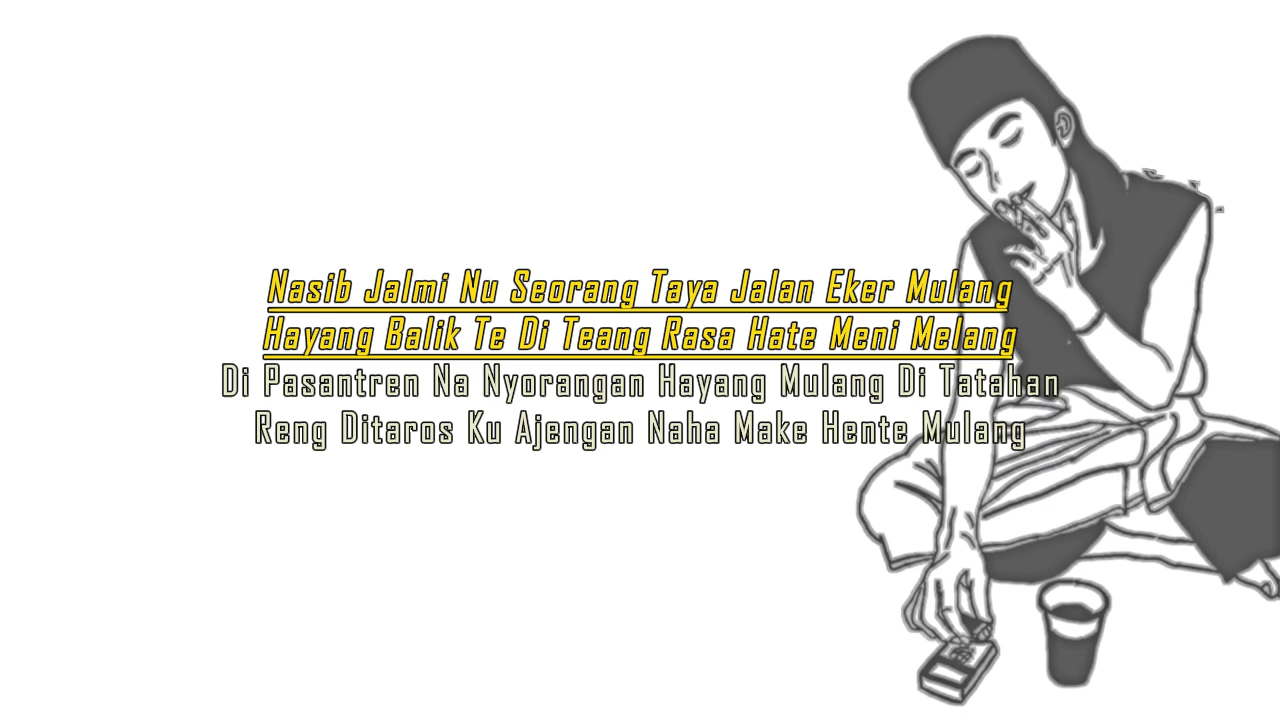 Nasib Jalmi Nu Seorang Taya Jalan Eker Mulang
Hayang Balik Te Di Teang Rasa Hate Meni Melang
Di Pasantren Na Nyorangan Hayang Mulang Di Tatahan
Reng Ditaros Ku Ajengan Naha Make Hente Mulang